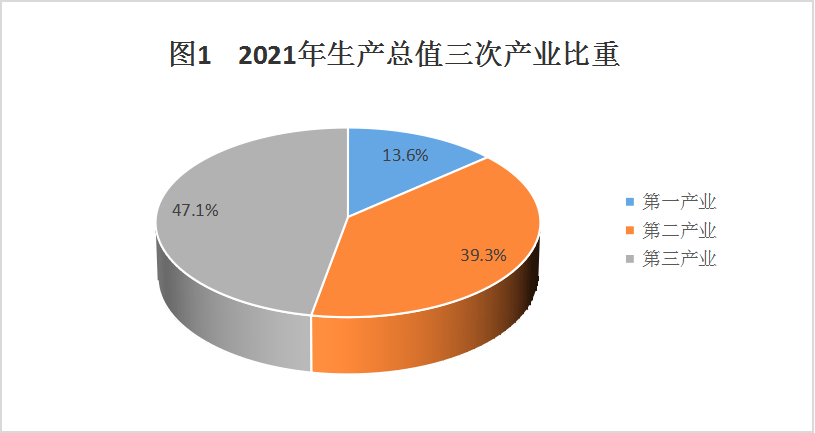 图1 2021年生产总值三次产业比重
13.6%
47.1%
39.3%
第一产业
第二产业
第三产业